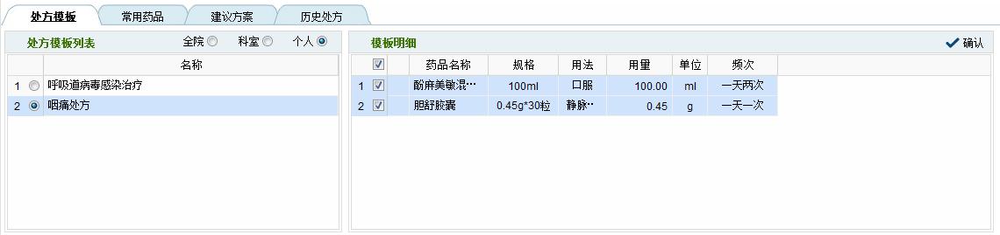 处方模板 常用药品 建议方案 历史处方
处方模板列表 全院 科室 个人
名称
1 呼吸道病毒感染治疗
2 咽痛处方
模板明细 确认
药品名称 规格 用法 用量 单位 频次
1 酚麻美敏混… 100ml 口服 100.00 ml 一天两次
2 胆舒胶囊 0.45g*30粒 静脉… 0.45 g 一天一次